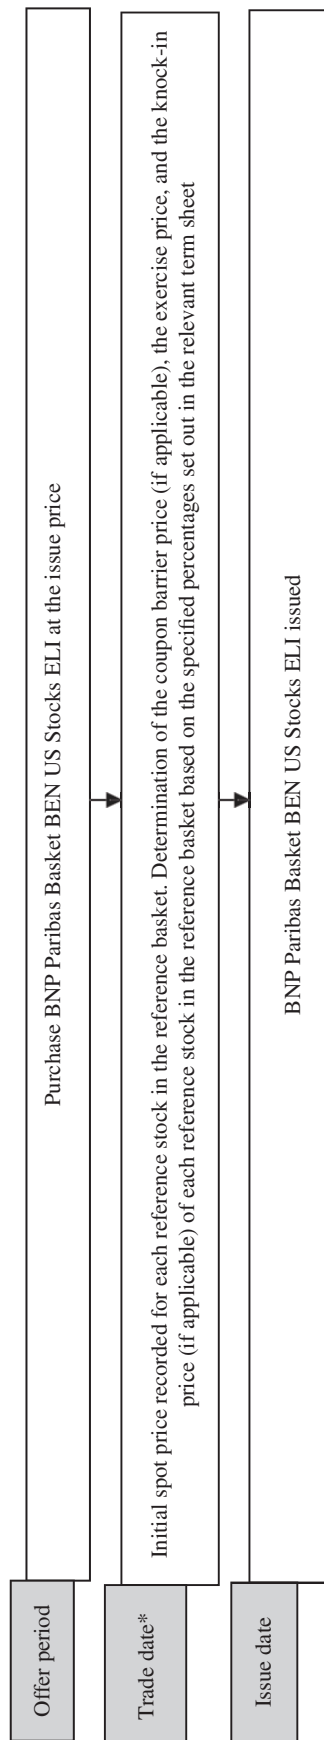 Offer period
Purchase BNP Paribas Basket BEN US Stocks ELI at the issue price
Trade date*
Initial spot price recorded for each reference stock in the reference basket. Determination of the coupon barrier price (if applicable), the exercise price, and the knock-in
price (if applicable) of each reference stock in the reference basket based on the specified percentages set out in the relevant term sheet
Issue date
BNP Paribas Basket BEN US Stocks ELI issued